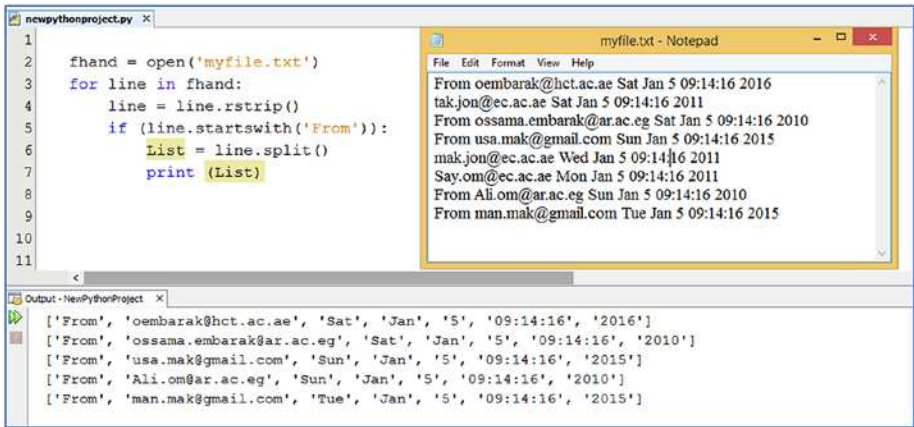 newpythonproject.py ×
1
2 fhand = open('myfile.txt')
3 for line in fhand:
4 line = line.rstrip()
5 if (line.startswith('From')):
6 List = line.split()
7 print (List)
8
9
10
11
myfile.txt - Notepad
File Edit Format View Help
From oembarak@hct.ac.ae Sat Jan 5 09:14:16 2016
tak.jon@ec.ac.ae Sat Jan 5 09:14:16 2011
From ossama.embarak@ar.ac.eg Sat Jan 5 09:14:16 2010
From usa.mak@gmail.com Sun Jan 5 09:14:16 2015
mak.jon@ec.ac.ae Wed Jan 5 09:14:16 2011
Say.om@ec.ac.ae Mon Jan 5 09:14:16 2011
From Ali.om@ar.ac.eg Sun Jan 5 09:14:16 2010
From man.mak@gmail.com Tue Jan 5 09:14:16 2015
Output - NewPythonProject ×
['From', 'oembarak@hct.ac.ae', 'Sat', 'Jan', '5', '09:14:16', '2016']
['From', 'ossama.embarak@ar.ac.eg', 'Sat', 'Jan', '5', '09:14:16', '2010']
['From', 'usa.mak@gmail.com', 'Sun', 'Jan', '5', '09:14:16', '2015']
['From', 'Ali.om@ar.ac.eg', 'Sun', 'Jan', '5', '09:14:16', '2010']
['From', 'man.mak@gmail.com', 'Tue', 'Jan', '5', '09:14:16', '2015']